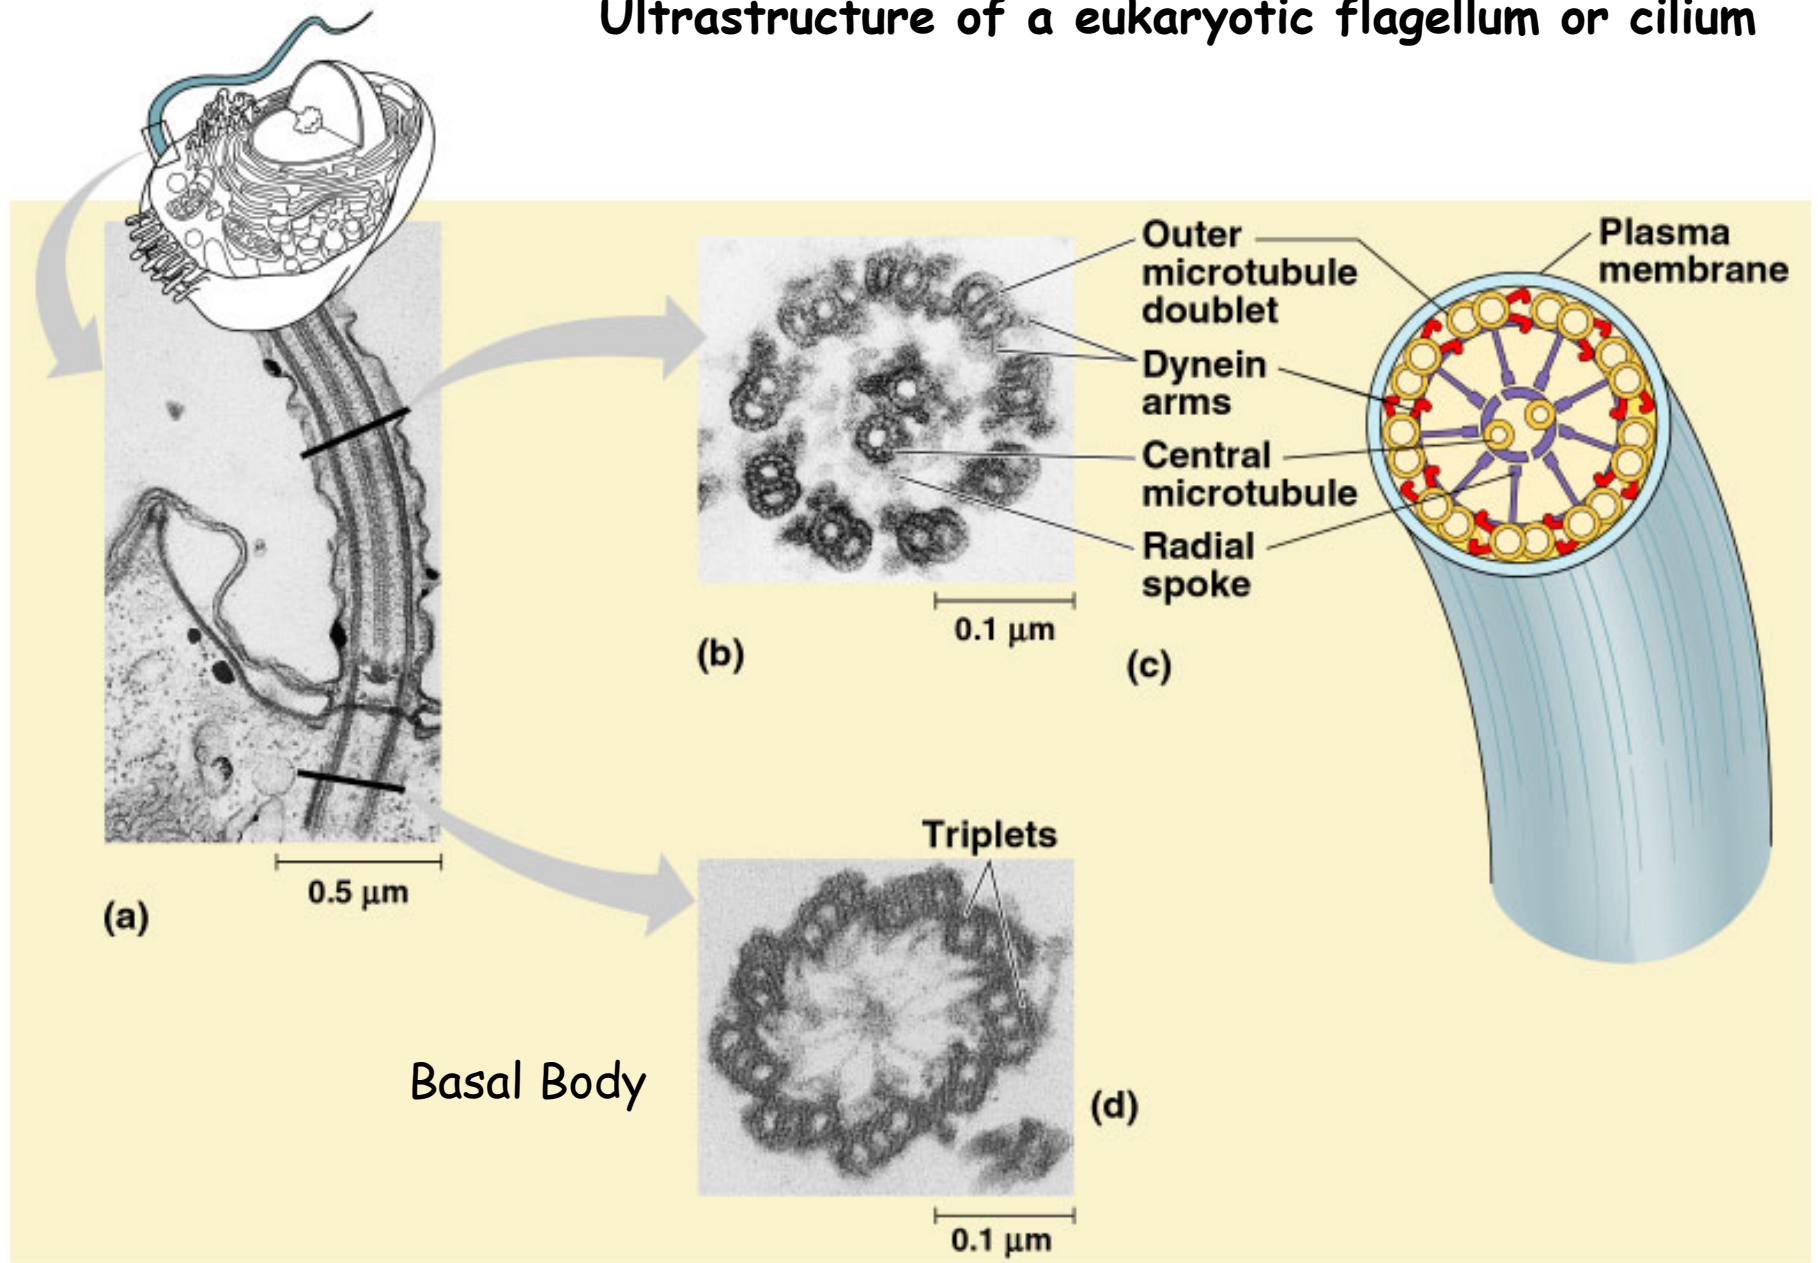 Ultrastructure of a eukaryotic flagellum or cilium
Outer
microtubule
doublet
Plasma
membrane
Dynein
arms
Central
microtubule
Radial
spoke
0.1 μm
(b)
(c)
Triplets
0.5 μm
(a)
Basal Body
(d)
0.1 μm